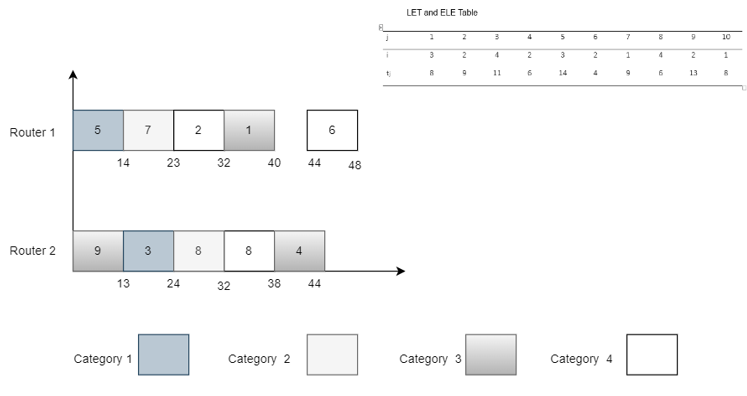 LET and ELE Table
j 1 2 3 4 5 6 7 8 9 10
i 3 2 4 2 3 2 1 4 2 1
tj 8 9 11 6 14 4 9 6 13 8
Router 1
5 7 2 1 6
14 23 32 40 44 48
Router 2
9 3 8 8 4
13 24 32 38 44
Category 1 Category 2 Category 3 Category 4